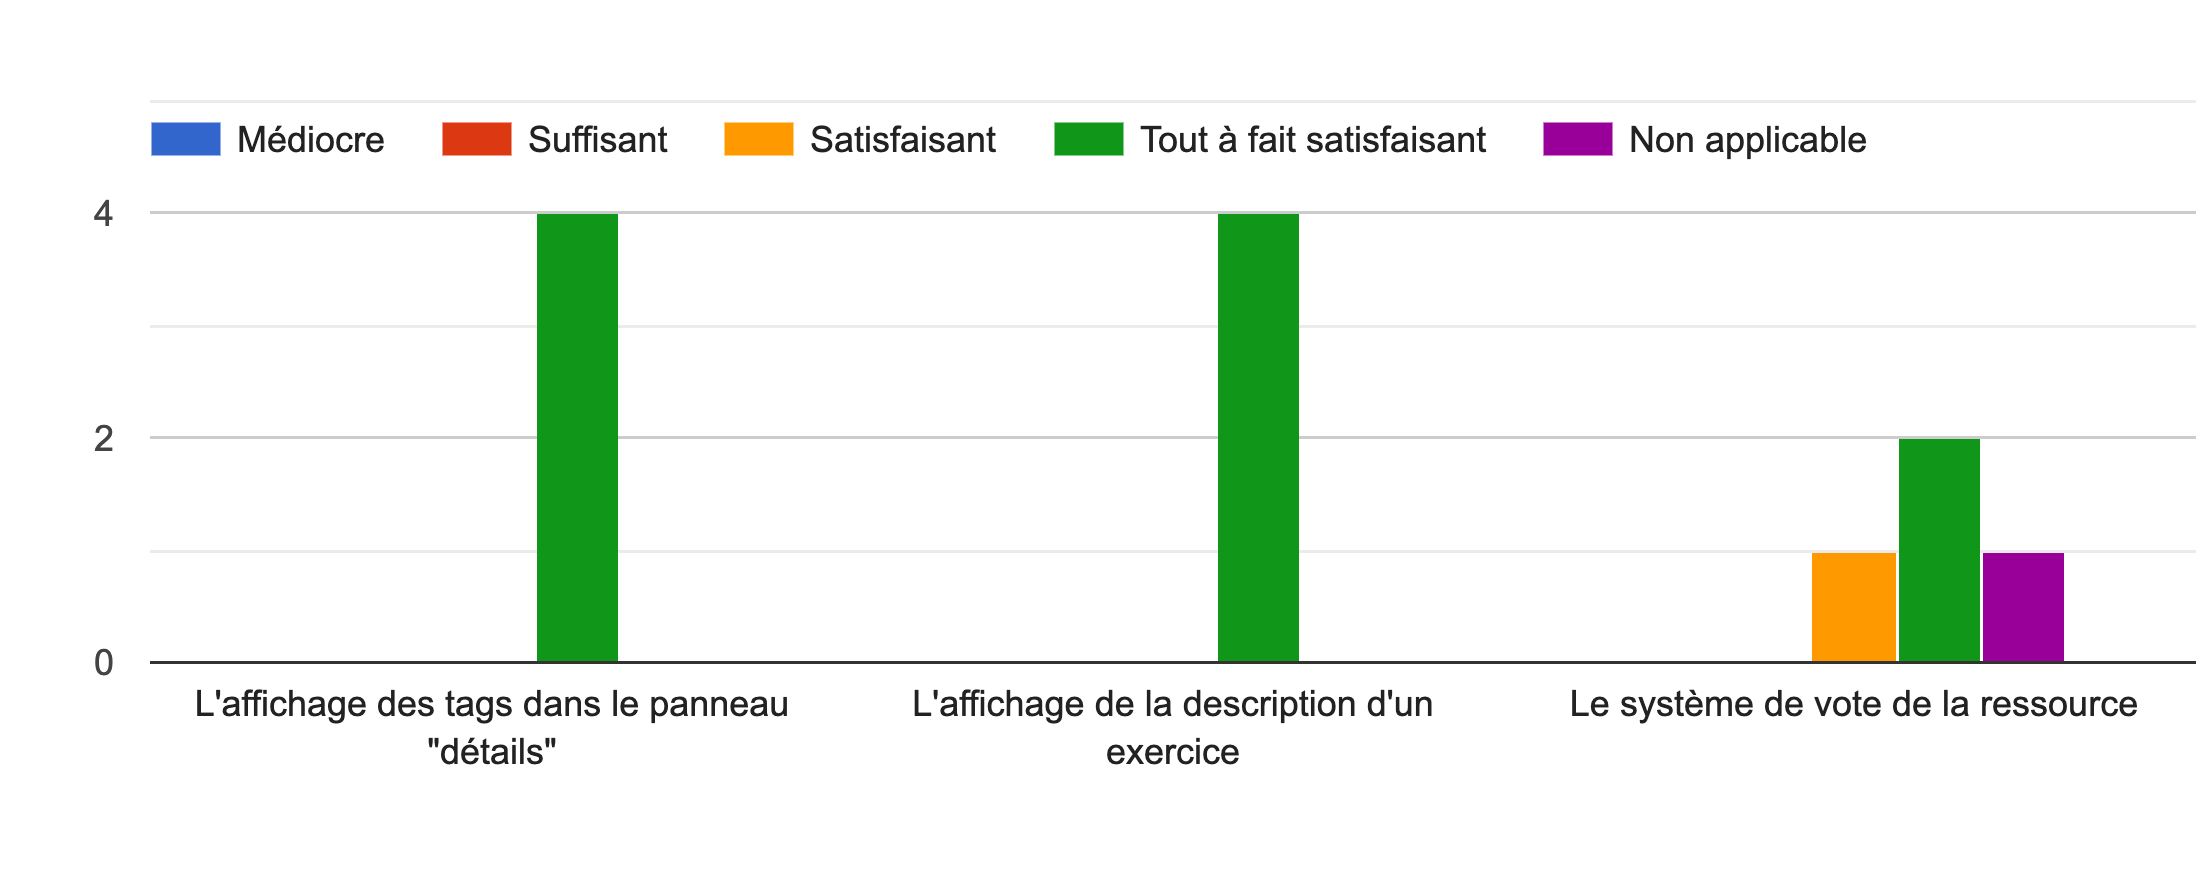 Médiocre Suffisant Satisfaisant Tout à fait satisfaisant Non applicable
4
2
0
L'affichage des tags dans le panneau
"détails"
L'affichage de la description d'un
exercice
Le système de vote de la ressource